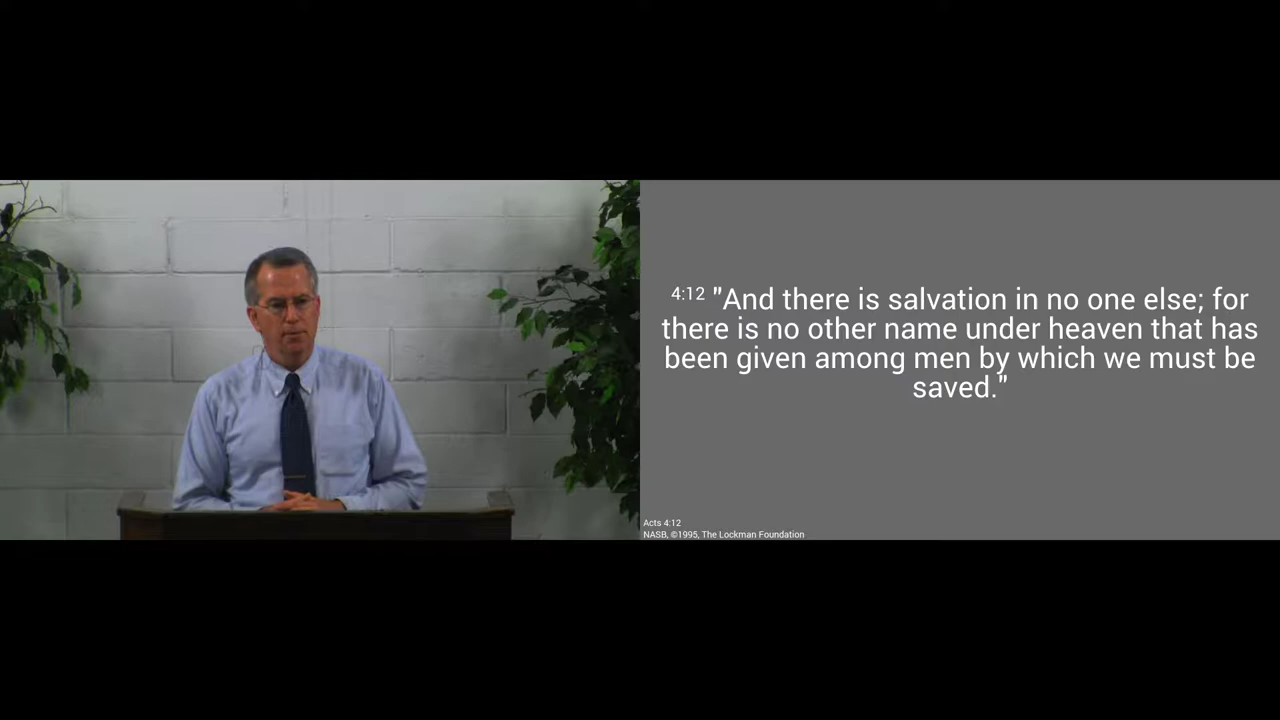 4:12 "And there is salvation in no one else; for
there is no other name under heaven that has
been given among men by which we must be
saved."
Acts 4:12
NASB, ©1995, The Lockman Foundation